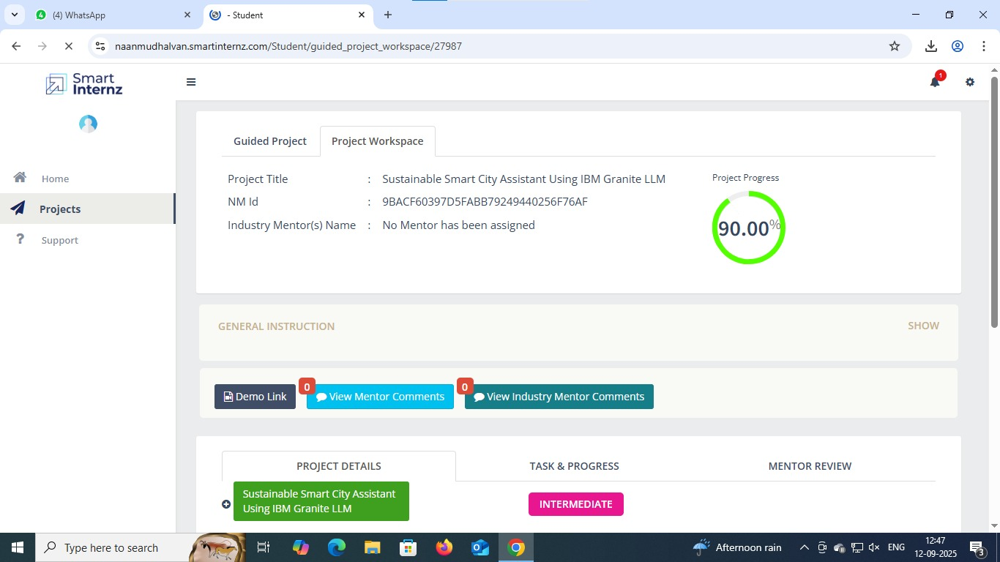 (4) WhatsApp
- Student
naanmudhalvan.smartinternz.com/Student/guided_project_workspace/27987
Smart
Internz
1
Home
Projects
Support
Guided Project
Project Workspace
Project Title : Sustainable Smart City Assistant Using IBM Granite LLM
NM Id : 9BACF60397D5FABB79249440256F76AF
Industry Mentor(s) Name : No Mentor has been assigned
Project Progress
90.00%
GENERAL INSTRUCTION
SHOW
Demo Link
0
View Mentor Comments
0
View Industry Mentor Comments
PROJECT DETAILS
TASK & PROGRESS
MENTOR REVIEW
Sustainable Smart City Assistant
Using IBM Granite LLM
INTERMEDIATE
Type here to search
Afternoon rain
ENG
12:47
12-09-2025
3